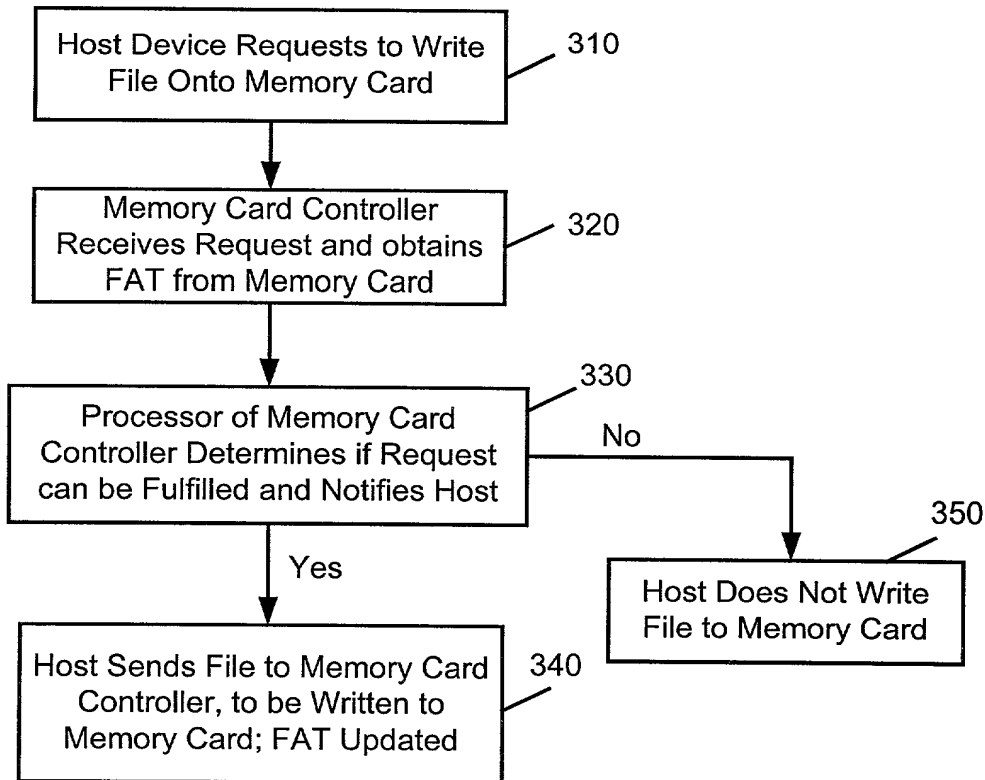 Host Device Requests to Write
File Onto Memory Card
310
Memory Card Controller
Receives Request and obtains
FAT from Memory Card
320
330
Processor of Memory Card
Controller Determines if Request
can be Fulfilled and Notifies Host
No
Yes
350
Host Does Not Write
File to Memory Card
Host Sends File to Memory Card
Controller, to be Written to
Memory Card; FAT Updated
340